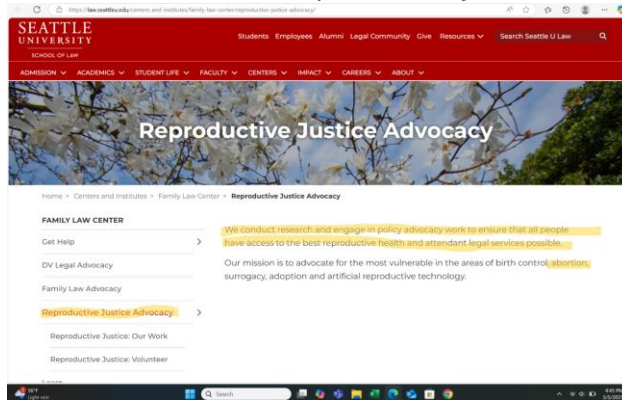 https://law.seattleu.edu/centers-and-institutes/family-law-center/reproductive-justice-advocacy/
SEATTLE
UNIVERSITY
SCHOOL OF LAW
Students Employees Alumni Legal Community Give Resources
Search Seattle U Law
ADMISSION ACADEMICS STUDENT LIFE FACULTY CENTERS IMPACT CAREERS ABOUT
Reproductive Justice Advocacy
Home > Centers and Institutes > Family Law Center > Reproductive Justice Advocacy
FAMILY LAW CENTER
Get Help
DV Legal Advocacy
Family Law Advocacy
Reproductive Justice Advocacy
Reproductive Justice: Our Work
Reproductive Justice: Volunteer
Learn
We conduct research and engage in policy advocacy work to ensure that all people
have access to the best reproductive health and attendant legal services possible.
Our mission is to advocate for the most vulnerable in the areas of birth control, abortion,
surrogacy, adoption and artificial reproductive technology.
Light rain
Search